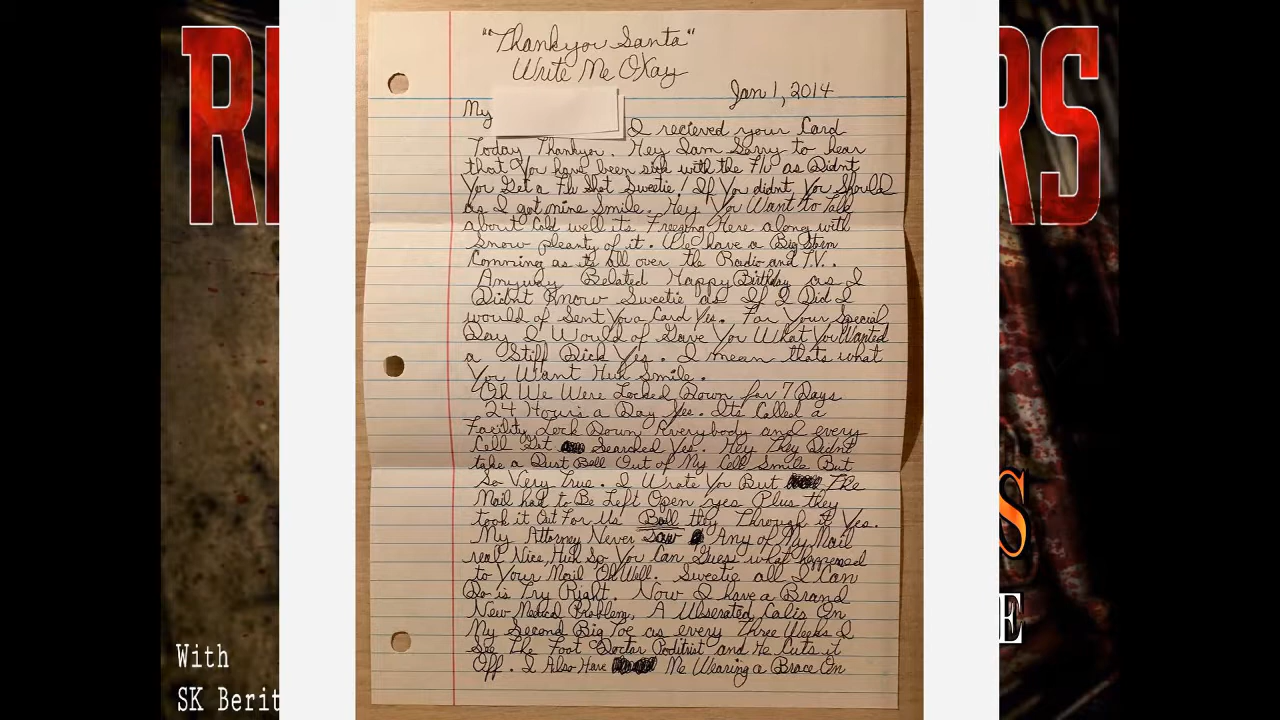 "Thankyou Santa"
Write Me Okay
Jan 1, 2014
My
I recieved your Card
Today Thankyou. Hey I am Sorry to hear
that You have been sick with the Flu as Didnt
You Get a Flu Shot Sweetie! If You didnt You Should
as I got mine Smile. Hey You Want to Talk
about Cold well its Freezing Here along with
Snow pleanty of it. We have a Big Storm
Comming as its all over the Radio and T.V..
Anyway Belated Happy Birthday as I
Didnt Know Sweetie as If I Did I
would of Sent You a Card Yes. For Your Special
Day I Would of Gave You What You Wanted
a Stiff Dick Yes. I mean thats what
You Want Huh Smile.
Oh We Were Locked Down for 7 Days
24 Hours a Day Yes. Its Called a
Facility Lock Down Everybody and every
Cell Get Searched Yes. Hey They Didnt
take a Dust Ball Out of My Cell Smile But
So Very True. I Wrote You But The
Mail had to Be Left Open yes Plus they
took it Out For Us Ball they Through it Yes.
My Attorney Never Saw Any of My Mail
real Nice Huh So You Can Guess what happened
to Your Mail Oh Well. Sweetie all I Can
Do is Try Right. Now I have a Brand
New Medical Problem, A Ulserated Calis On
My Second Big Toe as every Three Weeks I
See The Foot Doctor Poditrist and He Cuts it
Off. I Also Have Me Wearing a Brace On
With
SK Berit